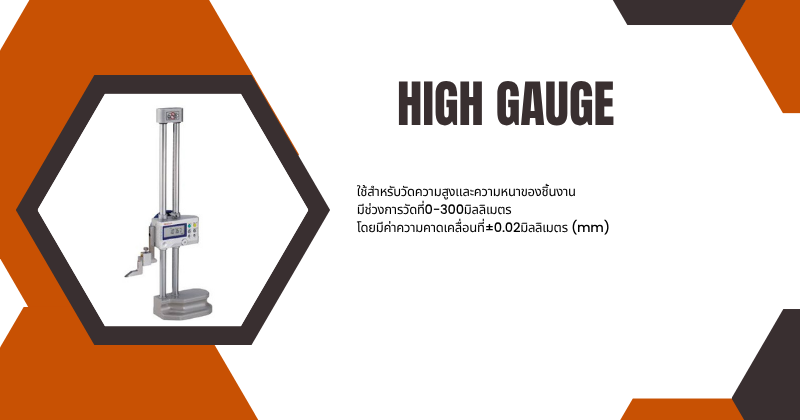 HIGH GAUGE
ใช้สำหรับวัดความสูงและความหนาของชิ้นงาน
มีช่วงการวัดที่0-300มิลลิเมตร
โดยมีค่าความคาดเคลื่อนที่±0.02มิลลิเมตร (mm)